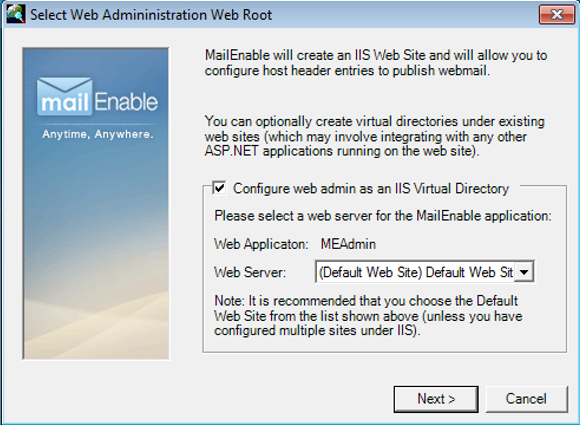 Select Web Admininistration Web Root
mailEnable
Anytime, Anywhere.
MailEnable will create an IIS Web Site and will allow you to
configure host header entries to publish webmail.
You can optionally create virtual directories under existing
web sites (which may involve integrating with any other
ASP.NET applications running on the web site).
Configure web admin as an IIS Virtual Directory
Please select a web server for the MailEnable application:
Web Applicaton: MEAdmin
Web Server: (Default Web Site) Default Web Sit
Note: It is recommended that you choose the Default
Web Site from the list shown above (unless you have
configured multiple sites under IIS).
Next > Cancel